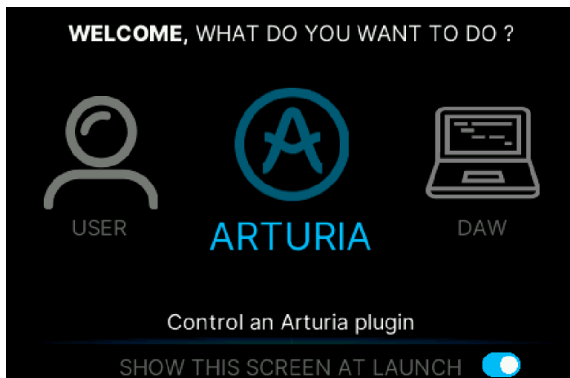 WELCOME, WHAT DO YOU WANT TO DO ?
USER
ARTURIA
DAW
Control an Arturia plugin
SHOW THIS SCREEN AT LAUNCH